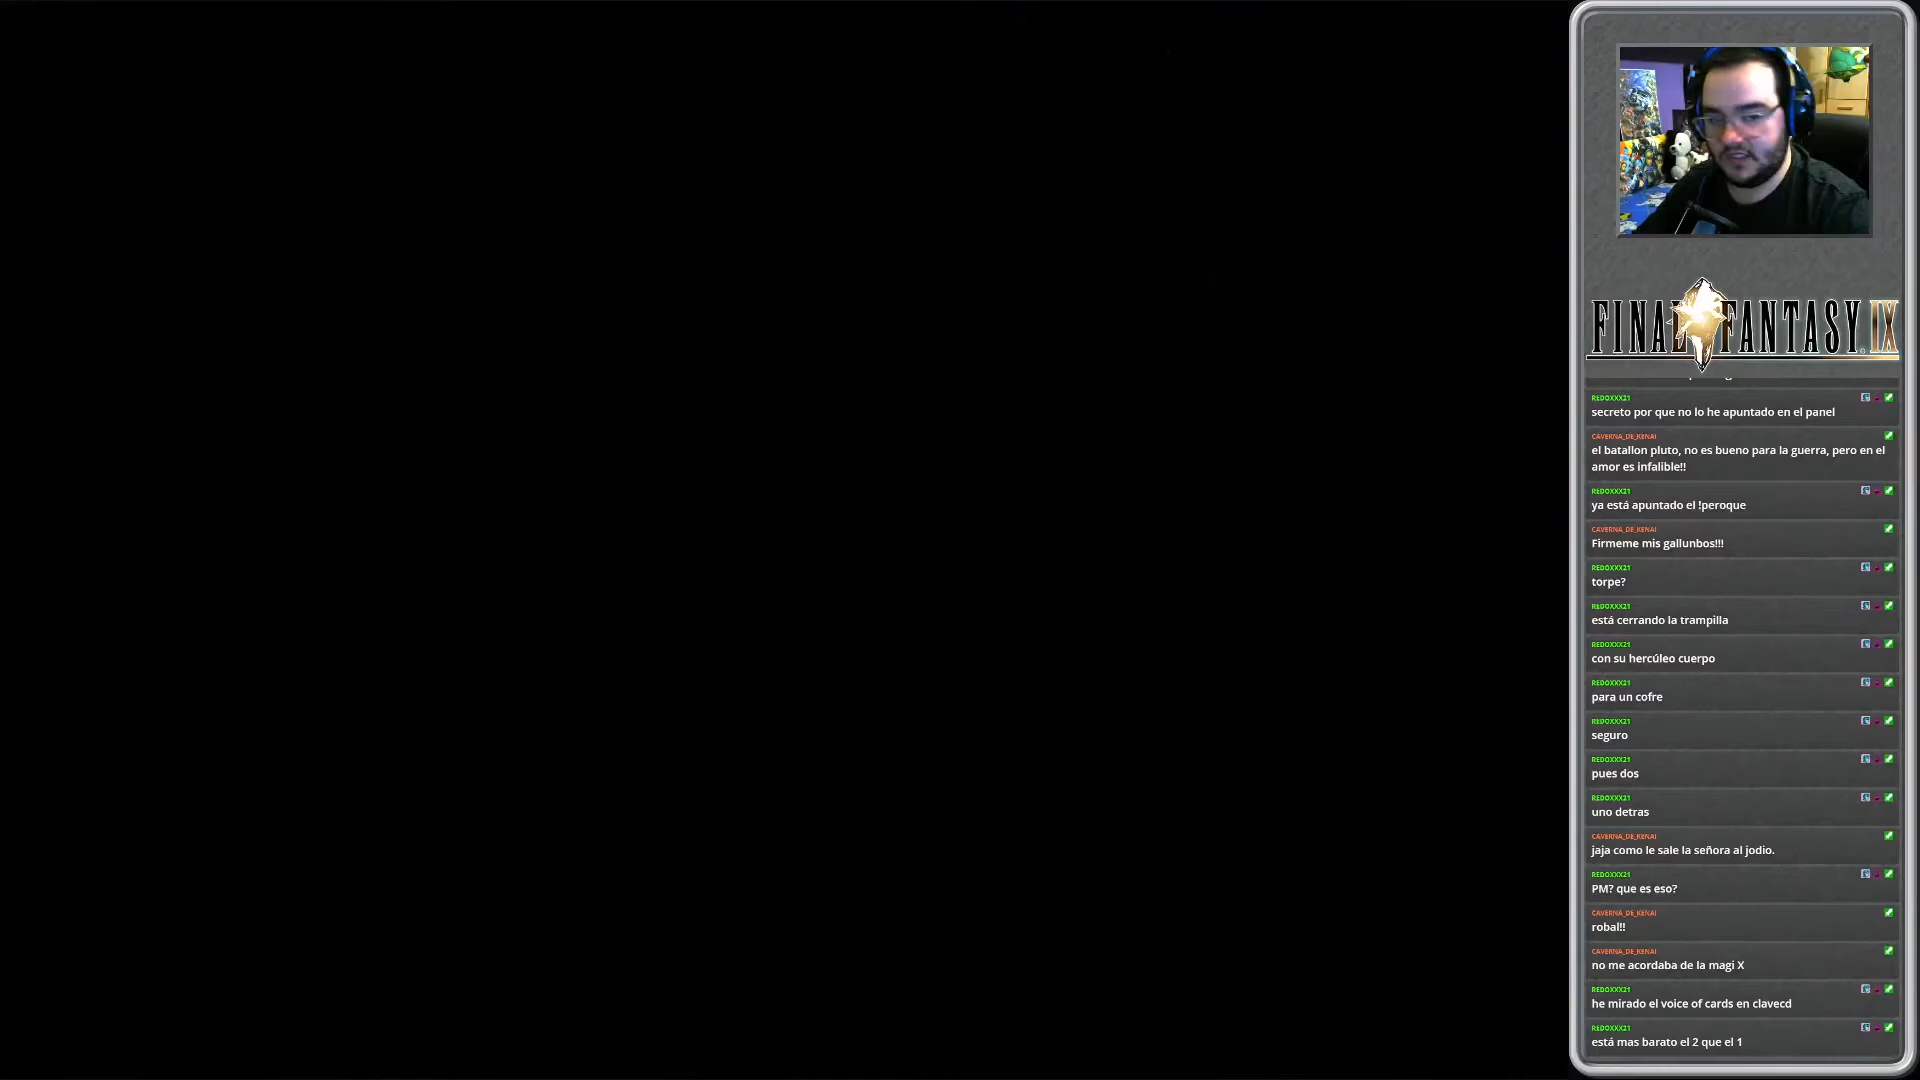 FINAL FANTASY IX
REDOXXX21
secreto por que no lo he apuntado en el panel
CAVERNA_DE_KENAI
el batallon pluto, no es bueno para la guerra, pero en el
amor es infalible!!
REDOXXX21
ya está apuntado el !peroque
CAVERNA_DE_KENAI
Firmeme mis gallunbos!!!
REDOXXX21
torpe?
REDOXXX21
está cerrando la trampilla
REDOXXX21
con su hercúleo cuerpo
REDOXXX21
para un cofre
REDOXXX21
seguro
REDOXXX21
pues dos
REDOXXX21
uno detras
CAVERNA_DE_KENAI
jaja como le sale la señora al jodio.
REDOXXX21
PM? que es eso?
CAVERNA_DE_KENAI
robal!!
CAVERNA_DE_KENAI
no me acordaba de la magi X
REDOXXX21
he mirado el voice of cards en clavecd
REDOXXX21
está mas barato el 2 que el 1